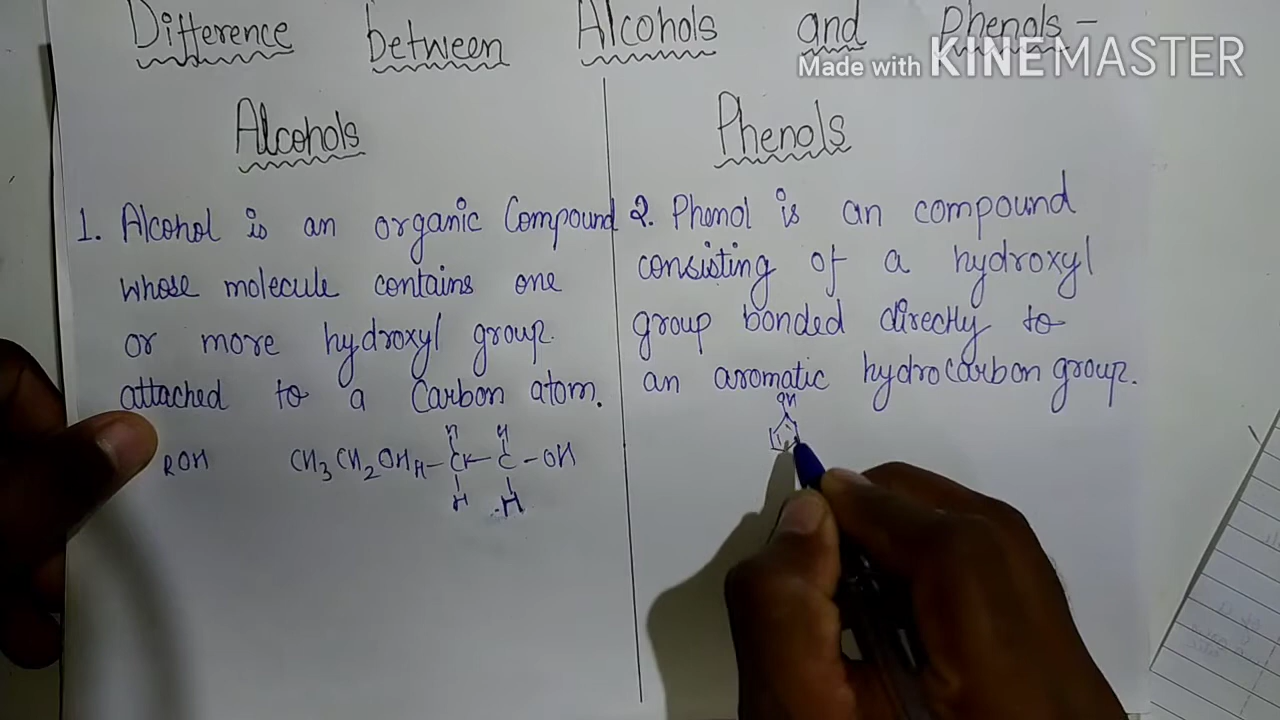 Difference between Alcohols and Phenols-
Made with KINEMASTER
Alcohols
1. Alcohol is an organic Compound
whose molecule contains one
or more hydroxyl group.
attached to a Carbon atom.
ROH CH3CH2OH
H H
H-C-C-OH
H H
Phenols
2. Phenol is an compound
consisting of a hydroxyl
group bonded directly to
an aromatic hydrocarbon group.
OH